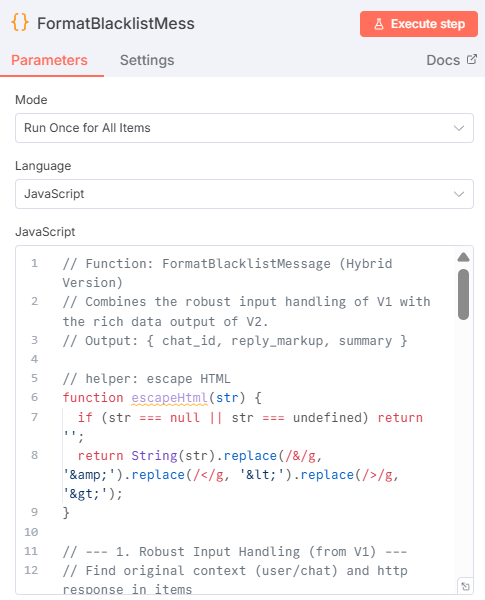 {} FormatBlacklistMess
Execute step
Parameters Settings Docs
Mode
Run Once for All Items
Language
JavaScript
JavaScript
1 // Function: FormatBlacklistMessage (Hybrid
Version)
2 // Combines the robust input handling of V1 with
the rich data output of V2.
3 // Output: { chat_id, reply_markup, summary }
4
5 // helper: escape HTML
6 function escapeHtml(str) {
7 if (str === null || str === undefined) return
'';
8 return String(str).replace(/&/g,
'&amp;').replace(/</g, '&lt;').replace(/>/g,
'&gt;');
9 }
10
11 // --- 1. Robust Input Handling (from V1) ---
12 // Find original context (user/chat) and http
response in items